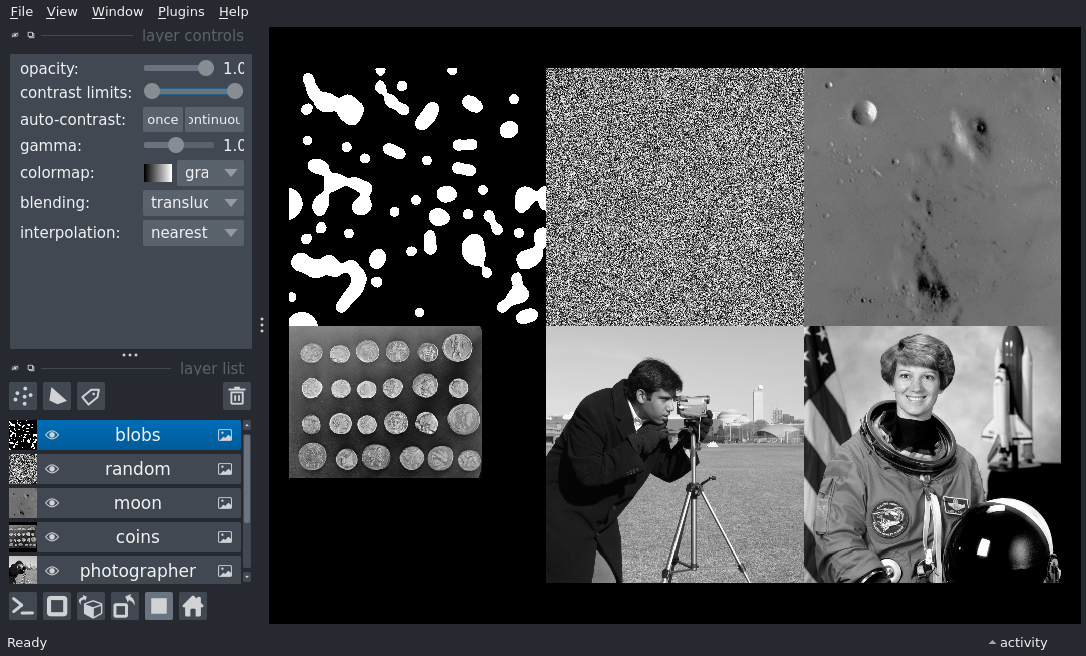 File View Window Plugins Help
layer controls
opacity: 1.0
contrast limits:
auto-contrast: once ontinuou
gamma: 1.0
colormap: gra
blending: transluc
interpolation: nearest
layer list
blobs
random
moon
coins
photographer
Ready
activity